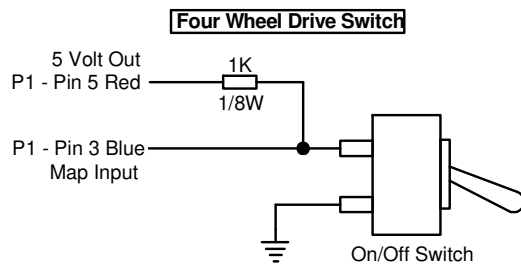 Four Wheel Drive Switch
5 Volt Out
P1 - Pin 5 Red
1K
1/8W
P1 - Pin 3 Blue
Map Input
On/Off Switch